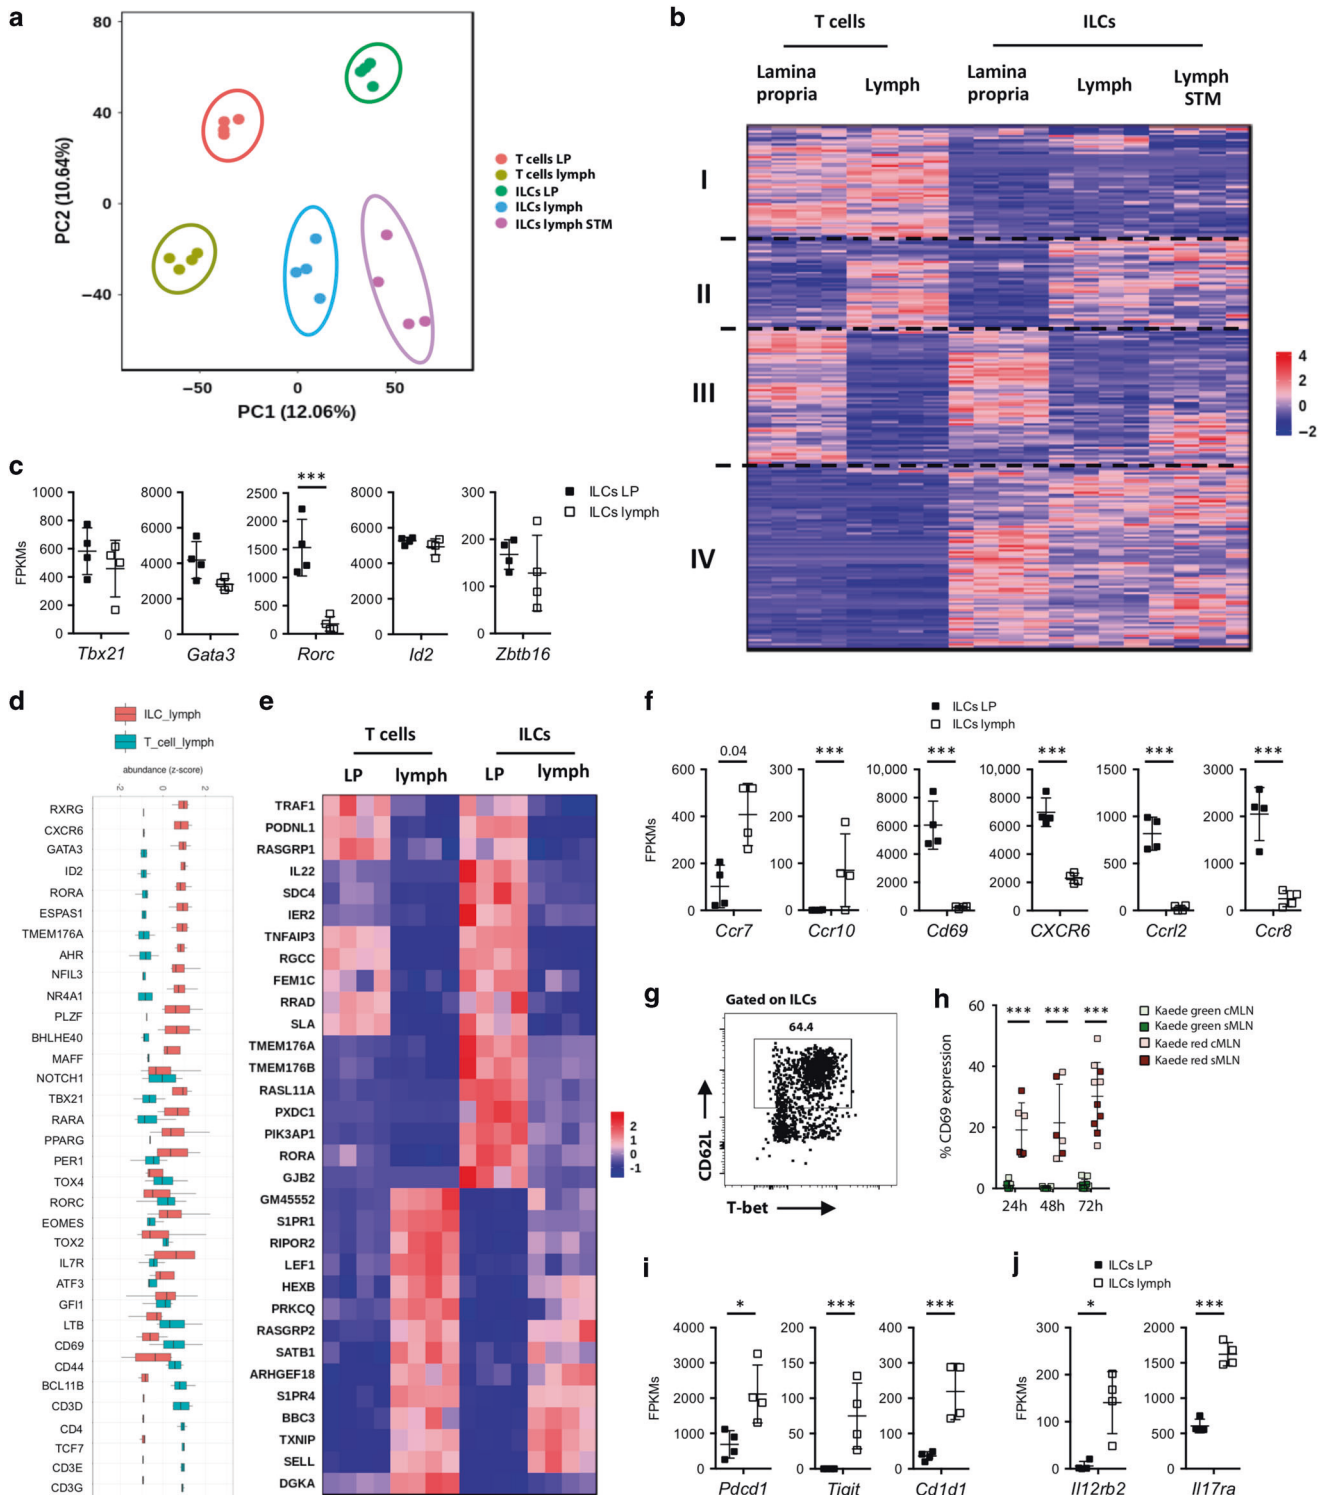 a
80
40
0
−40
PC2 (10.64%)
−50
0
50
PC1 (12.06%)
T cells LP
T cells lymph
ILCs LP
ILCs lymph
ILCs lymph STM
b
T cells
ILCs
Lamina propria
Lymph
Lamina propria
Lymph
Lymph STM
I
II
III
IV
4
2
0
−2
c
FPKMs
1000
800
600
400
200
0
Tbx21
8000
6000
4000
2000
0
Gata3
***
2500
2000
1500
1000
500
0
Rorc
8000
6000
4000
2000
0
Id2
300
200
100
0
Zbtb16
ILCs LP
ILCs lymph
d
ILC_lymph
T_cell_lymph
abundance (z-score)
-2
0
2
RXRG
CXCR6
GATA3
ID2
RORA
ESPAS1
TMEM176A
AHR
NFIL3
NR4A1
PLZF
BHLHE40
MAFF
NOTCH1
TBX21
RARA
PPARG
PER1
TOX4
RORC
EOMES
TOX2
IL7R
ATF3
GFI1
LTB
CD69
CD44
BCL11B
CD3D
CD4
TCF7
CD3E
CD3G
e
T cells
ILCs
LP
lymph
LP
lymph
TRAF1
PODNL1
RASGRP1
IL22
SDC4
IER2
TNFAIP3
RGCC
FEM1C
RRAD
SLA
TMEM176A
TMEM176B
RASL11A
PXDC1
PIK3AP1
RORA
GJB2
GM45552
S1PR1
RIPOR2
LEF1
HEXB
PRKCQ
RASGRP2
SATB1
ARHGEF18
S1PR4
BBC3
TXNIP
SELL
DGKA
2
1
0
-1
f
ILCs LP
ILCs lymph
FPKMs
0.04
600
400
200
0
Ccr7
***
300
200
100
0
Ccr10
***
10,000
8000
6000
4000
2000
0
Cd69
***
10,000
8000
6000
4000
2000
0
CXCR6
***
1500
1000
500
0
Ccrl2
***
3000
2000
1000
0
Ccr8
g
Gated on ILCs
64.4
CD62L
T-bet
h
% CD69 expression
60
40
20
0
***
***
***
24h
48h
72h
Kaede green cMLN
Kaede green sMLN
Kaede red cMLN
Kaede red sMLN
i
FPKMs
*
4000
3000
2000
1000
0
Pdcd1
***
200
150
100
50
0
Tigit
***
400
300
200
100
0
Cd1d1
j
ILCs LP
ILCs lymph
*
300
200
100
0
Il12rb2
***
2000
1500
1000
500
0
Il17ra